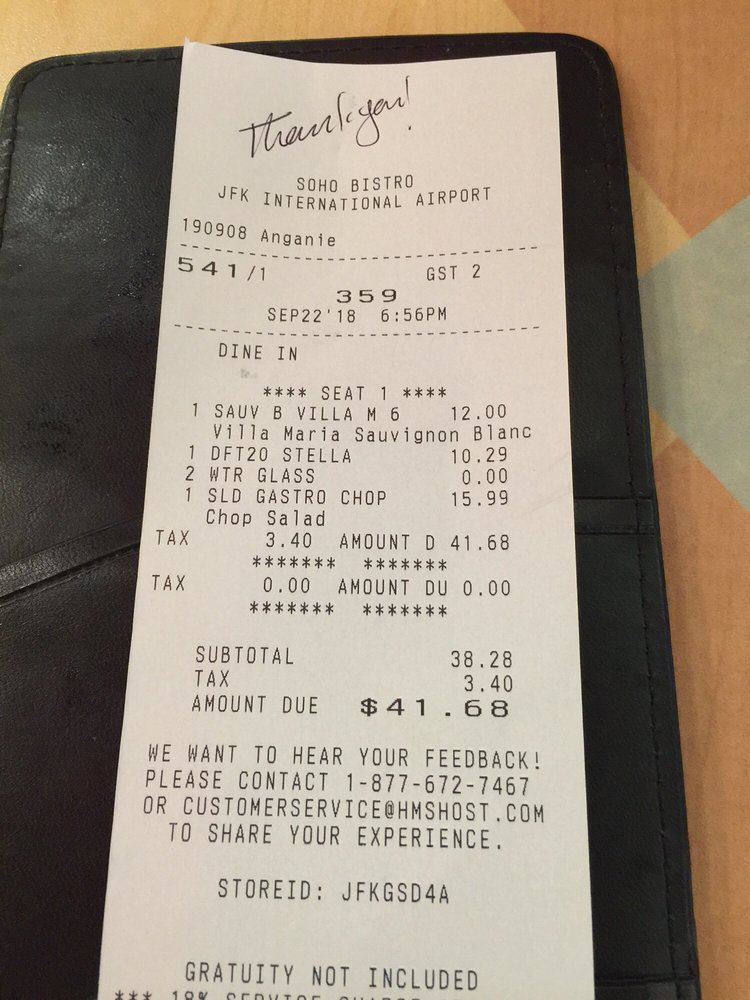 Thank you!
SOHO BISTRO
JFK INTERNATIONAL AIRPORT
190908 Anganie
541/1 GST 2
359
SEP22'18 6:56PM
DINE IN
**** SEAT 1 ****
1 SAUV B VILLA M 6 12.00
Villa Maria Sauvignon Blanc
1 DFT20 STELLA 10.29
2 WTR GLASS 0.00
1 SLD GASTRO CHOP 15.99
Chop Salad
TAX 3.40 AMOUNT D 41.68
******* *******
TAX 0.00 AMOUNT DU 0.00
******* *******
SUBTOTAL 38.28
TAX 3.40
AMOUNT DUE $41.68
WE WANT TO HEAR YOUR FEEDBACK!
PLEASE CONTACT 1-877-672-7467
OR CUSTOMERSERVICE@HMSHOST.COM
TO SHARE YOUR EXPERIENCE.
STOREID: JFKGSD4A
GRATUITY NOT INCLUDED
*** 18% SERVICE CHARGE